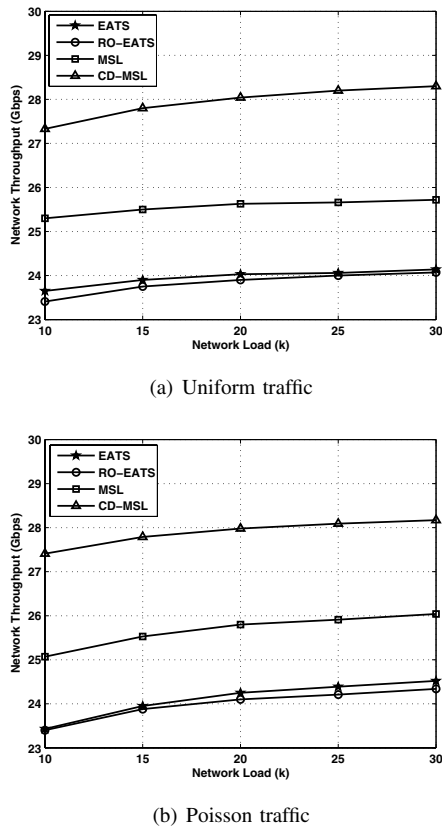 30
29
28
27
26
25
24
23
Network Throughput (Gbps)
EATS
RO−EATS
MSL
CD−MSL
10 15 20 25 30
Network Load (k)
(a) Uniform traffic
30
29
28
27
26
25
24
23
Network Throughput (Gbps)
EATS
RO−EATS
MSL
CD−MSL
10 15 20 25 30
Network Load (k)
(b) Poisson traffic